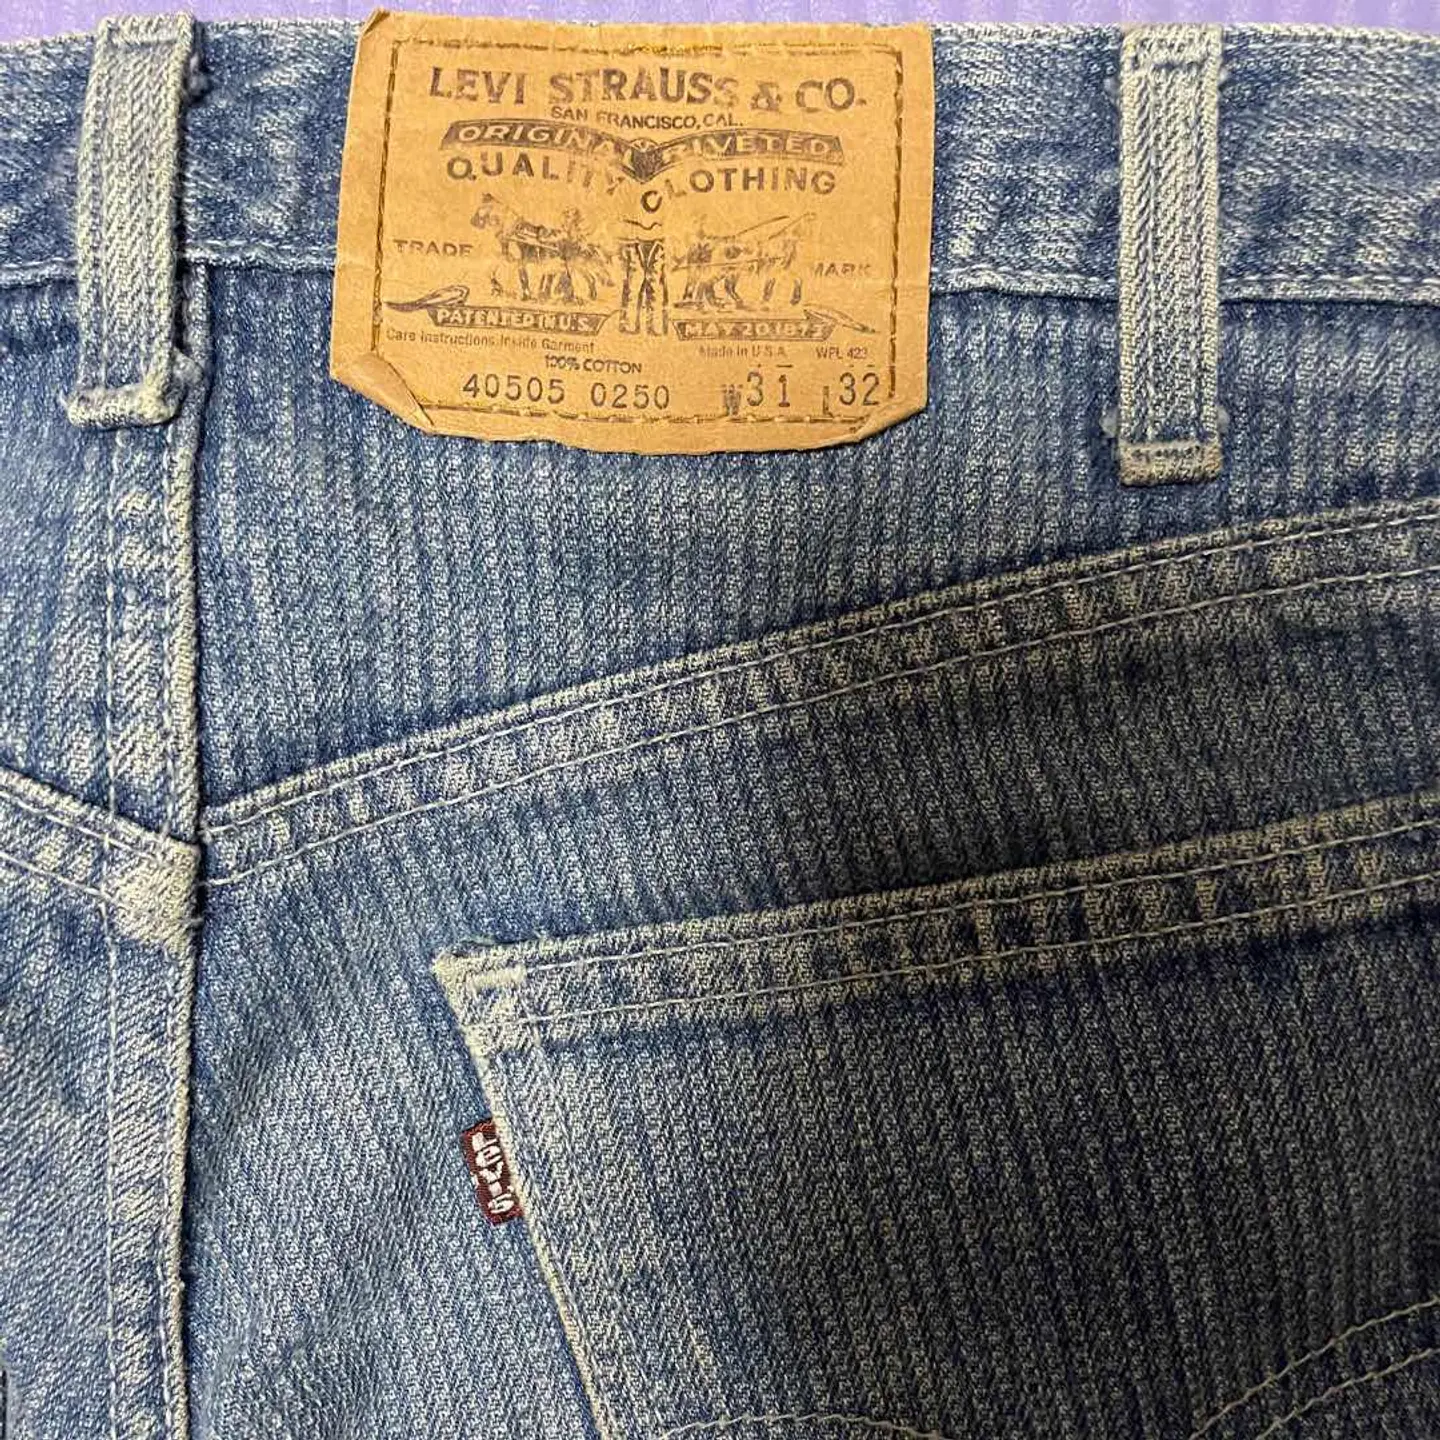 LEVI STRAUSS & CO.
SAN FRANCISCO, CAL.
ORIGINAL RIVETED
QUALITY CLOTHING
TRADE MARK
PATENTED IN U.S. MAY 20 1873
Care Instructions Inside Garment Made in U S A WPL 423
100% COTTON
40505 0250 W31 L32
LEVI'S